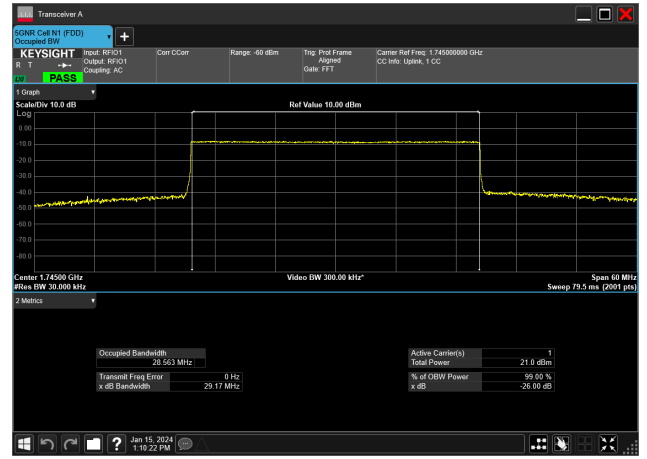 Transceiver A
5GNR Cell N1 (FDD)
Occupied BW
KEYSIGHT
R T
LNI
PASS
Input: RFIO1
Output: RFIO1
Coupling: AC
Corr CCorr
Range: -60 dBm
Trig: Prot Frame
Aligned
Gate: FFT
Carrier Ref Freq: 1.745000000 GHz
CC Info: Uplink, 1 CC
1 Graph
Scale/Div 10.0 dB
Ref Value 10.00 dBm
Log
0.00
-10.0
-20.0
-30.0
-40.0
-50.0
-60.0
-70.0
-80.0
Center 1.74500 GHz
Video BW 300.00 kHz*
Span 60 MHz
#Res BW 30.000 kHz
Sweep 79.5 ms (2001 pts)
2 Metrics
Occupied Bandwidth
28.563 MHz
Transmit Freq Error 0 Hz
x dB Bandwidth 29.17 MHz
Active Carrier(s) 1
Total Power 21.0 dBm
% of OBW Power 99.00 %
x dB -26.00 dB
?
Jan 15, 2024
1:10:22 PM